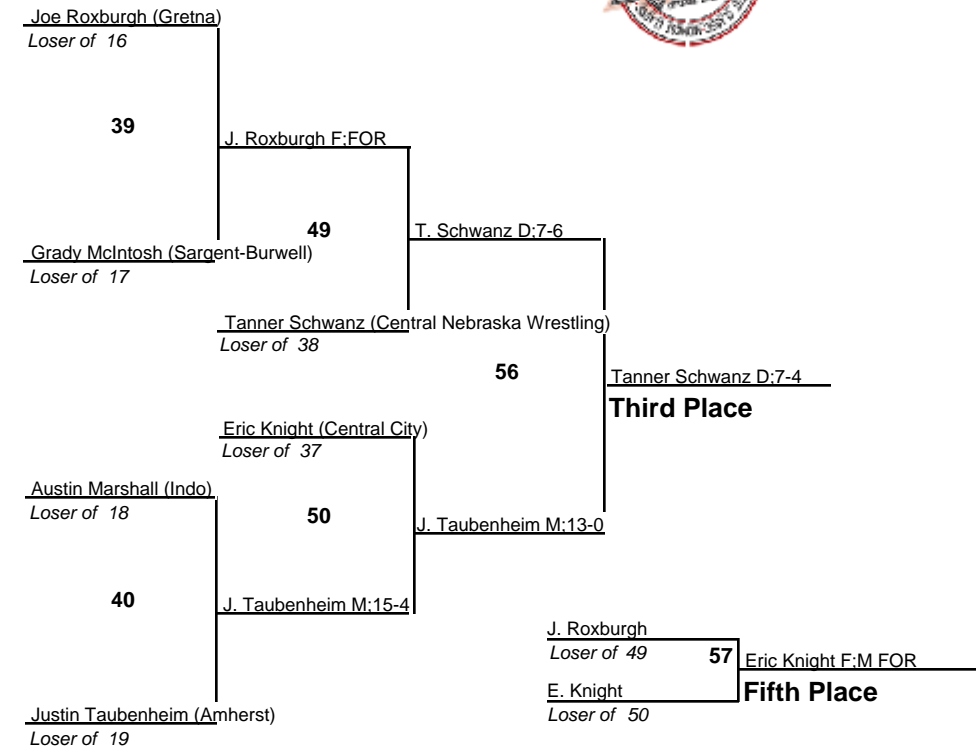 Joe Roxburgh (Gretna)
Loser of 16
39
J. Roxburgh F;FOR
49
T. Schwanz D;7-6
Grady McIntosh (Sargent-Burwell)
Loser of 17
Tanner Schwanz (Central Nebraska Wrestling)
Loser of 38
56
Tanner Schwanz D;7-4
Third Place
Eric Knight (Central City)
Loser of 37
Austin Marshall (Indo)
Loser of 18
50
J. Taubenheim M;13-0
40
J. Taubenheim M;15-4
J. Roxburgh
Loser of 49
57
Eric Knight F;M FOR
E. Knight
Fifth Place
Loser of 50
Justin Taubenheim (Amherst)
Loser of 19